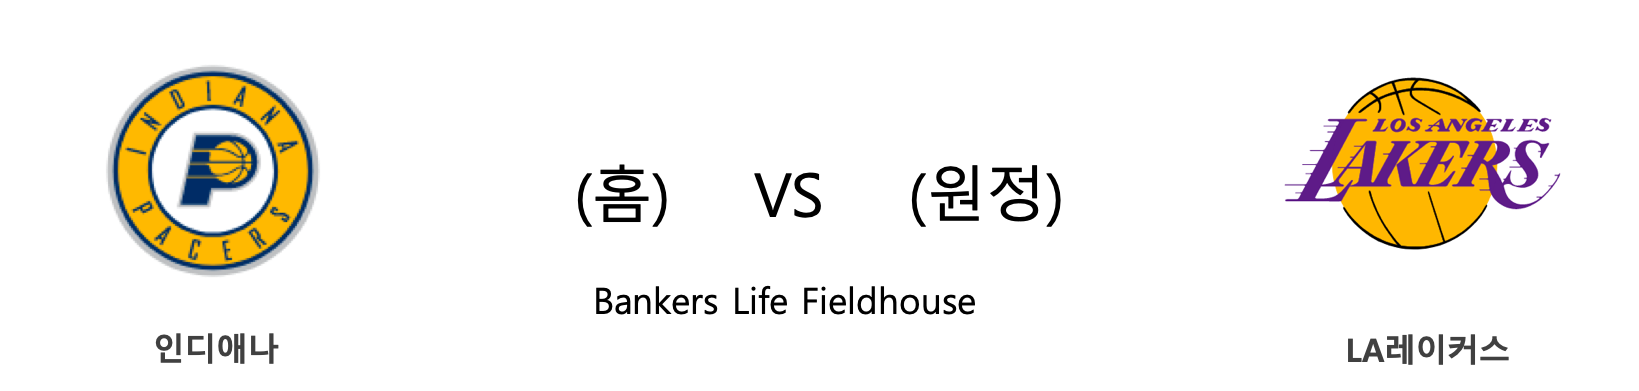 INDIANA
PACERS
LOS ANGELES
LAKERS
(홈) VS (원정)
Bankers Life Fieldhouse
인디애나
LA레이커스